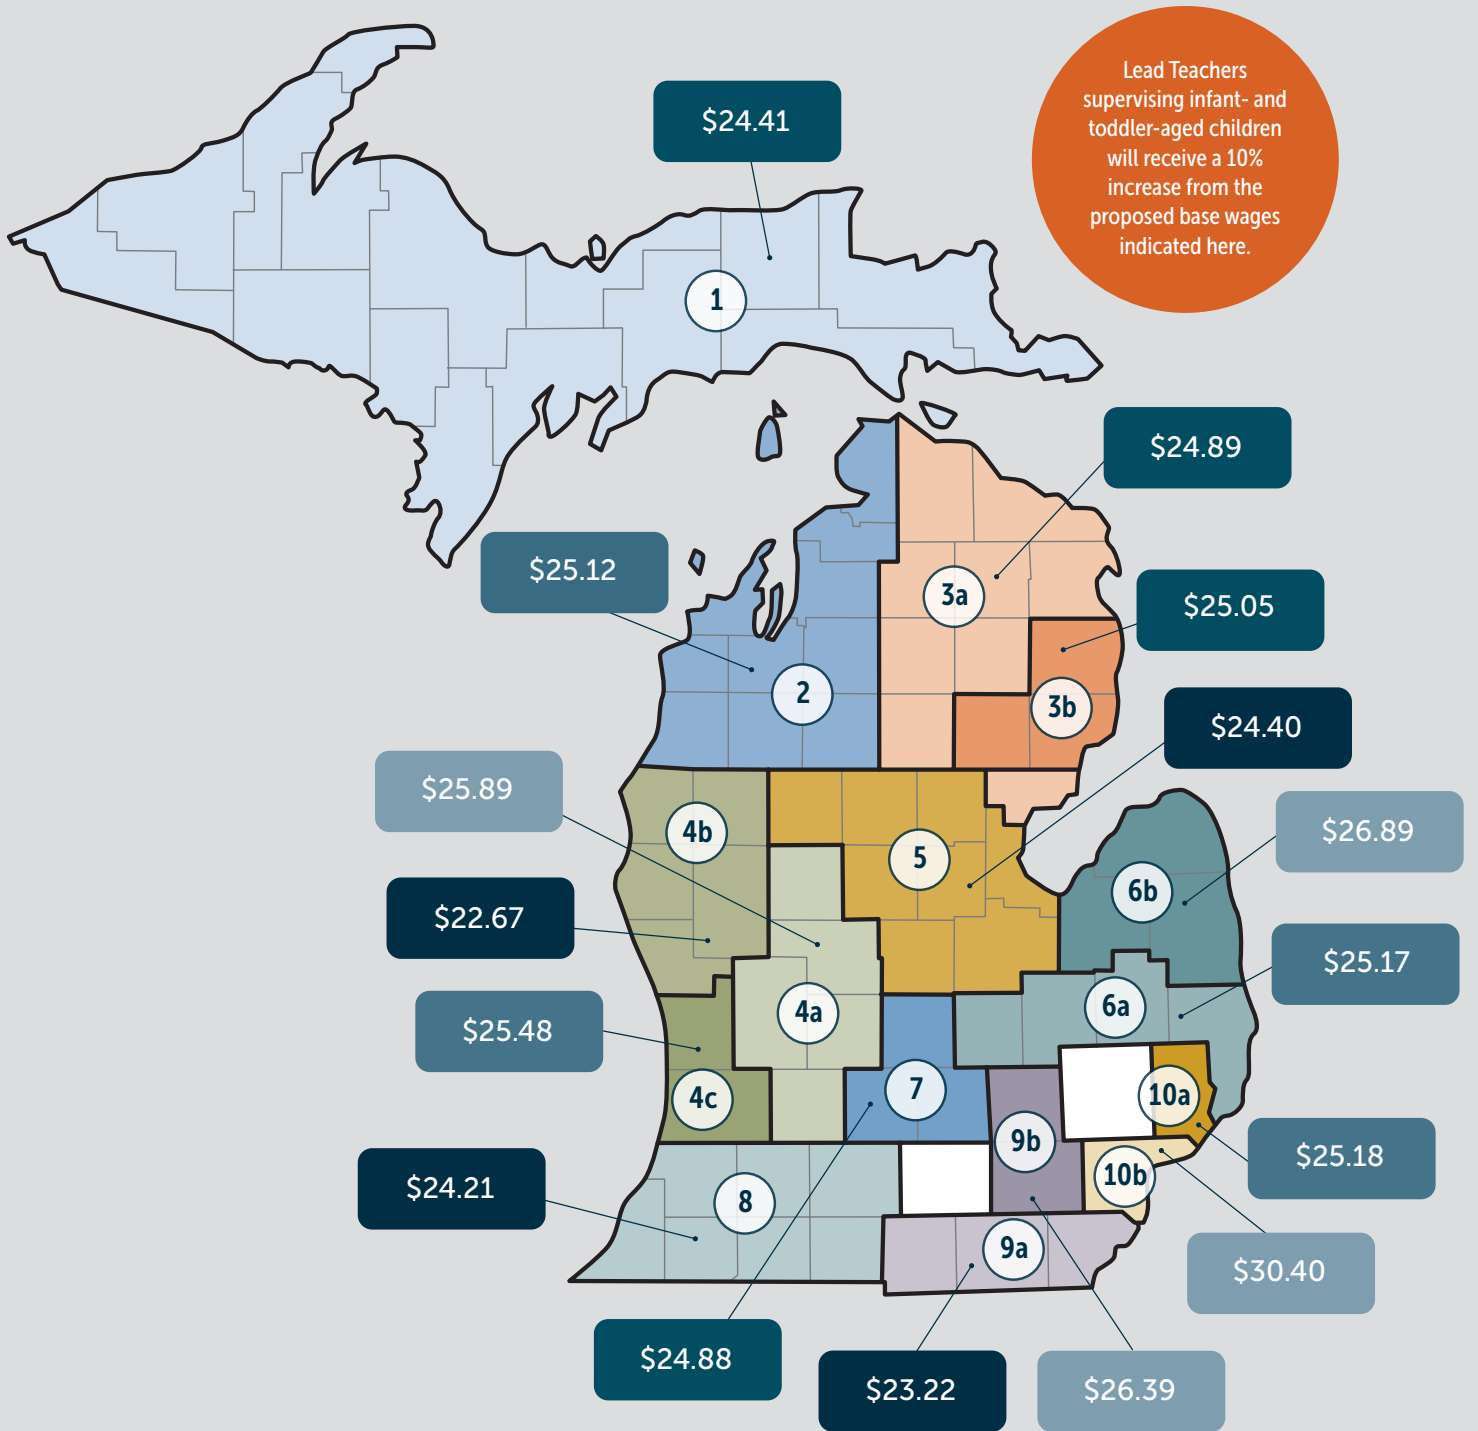 Lead Teachers
supervising infant- and
toddler-aged children
will receive a 10%
increase from the
proposed base wages
indicated here.
$24.41
1
$24.89
$25.12
3a
$25.05
2
3b
$24.40
$25.89
4b
5
$26.89
6b
$22.67
$25.17
4a
6a
$25.48
4c
7
10a
9b
$25.18
10b
$24.21
8
9a
$30.40
$24.88
$23.22
$26.39